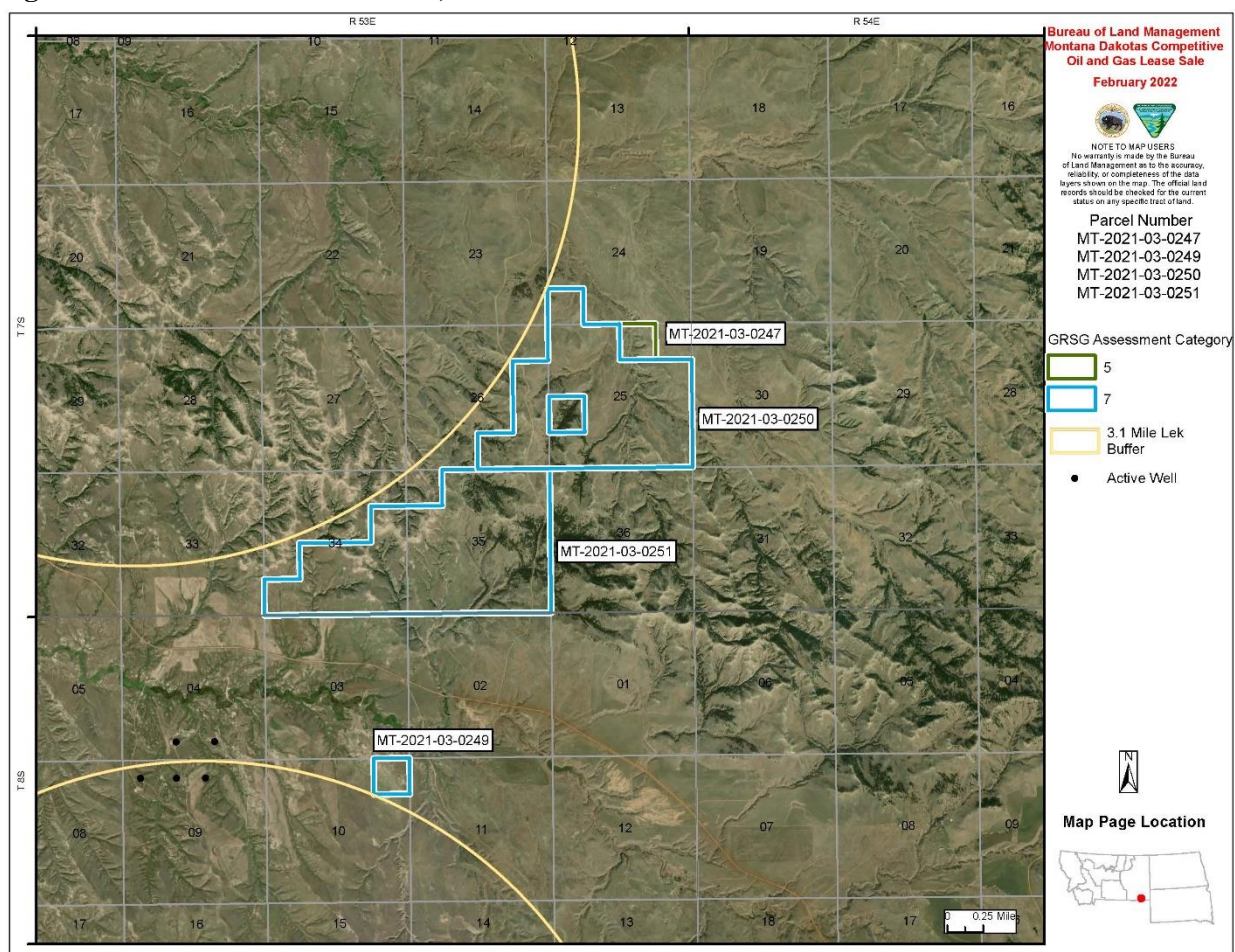 R 53E
R 54E
08 09 10 11 12
17 16 15 14 13 18 17 16
20 21 22 23 24 19 20 21
T 7S
29 28 27 26 25 30 29 28
32 33 34 35 36 31 32 33
05 04 03 02 01 06 05 04
T 8S
08 09 10 11 12 07 08 09
17 16 15 14 13 18 17
MT-2021-03-0247
MT-2021-03-0250
MT-2021-03-0251
MT-2021-03-0249
0 0.25 Miles
Bureau of Land Management
Montana Dakotas Competitive
Oil and Gas Lease Sale
February 2022
NOTE TO MAP USERS
No warranty is made by the Bureau
of Land Management as to the accuracy,
reliability, or completeness of the data
layers shown on the map. The official land
records should be checked for the current
status on any specific tract of land.
Parcel Number
MT-2021-03-0247
MT-2021-03-0249
MT-2021-03-0250
MT-2021-03-0251
GRSG Assessment Category
5
7
3.1 Mile Lek
Buffer
Active Well
N
Map Page Location